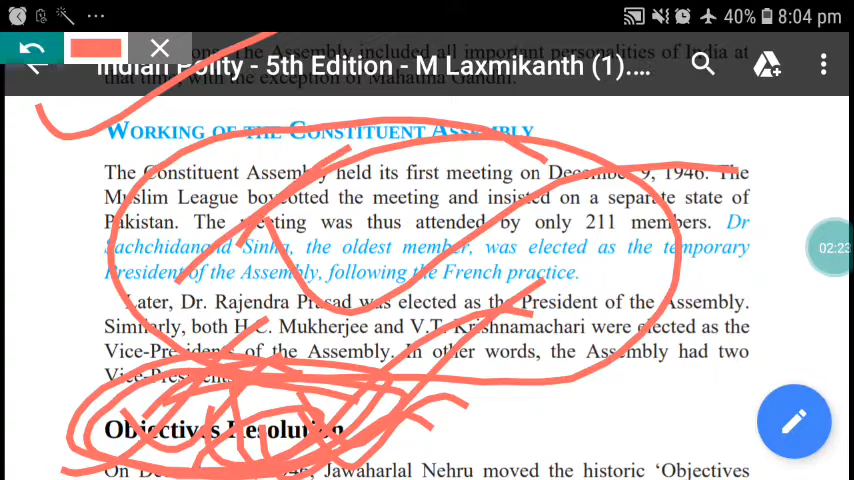 40% 8:04 pm
The Assembly included all important personalities of India at
that time, with the exception of Mahatma Gandhi.
Indian Polity - 5th Edition - M Laxmikanth (1)....
WORKING OF THE CONSTITUENT ASSEMBLY
The Constituent Assembly held its first meeting on December 9, 1946. The
Muslim League boycotted the meeting and insisted on a separate state of
Pakistan. The meeting was thus attended by only 211 members. Dr
Sachchidanand Sinha, the oldest member, was elected as the temporary
President of the Assembly, following the French practice.
Later, Dr. Rajendra Prasad was elected as the President of the Assembly.
Similarly, both H.C. Mukherjee and V.T. Krishnamachari were elected as the
Vice-Presidents of the Assembly. In other words, the Assembly had two
Vice-Presidents.
Objectives Resolution
On Jawaharlal Nehru moved the historic ‘Objectives
02:23